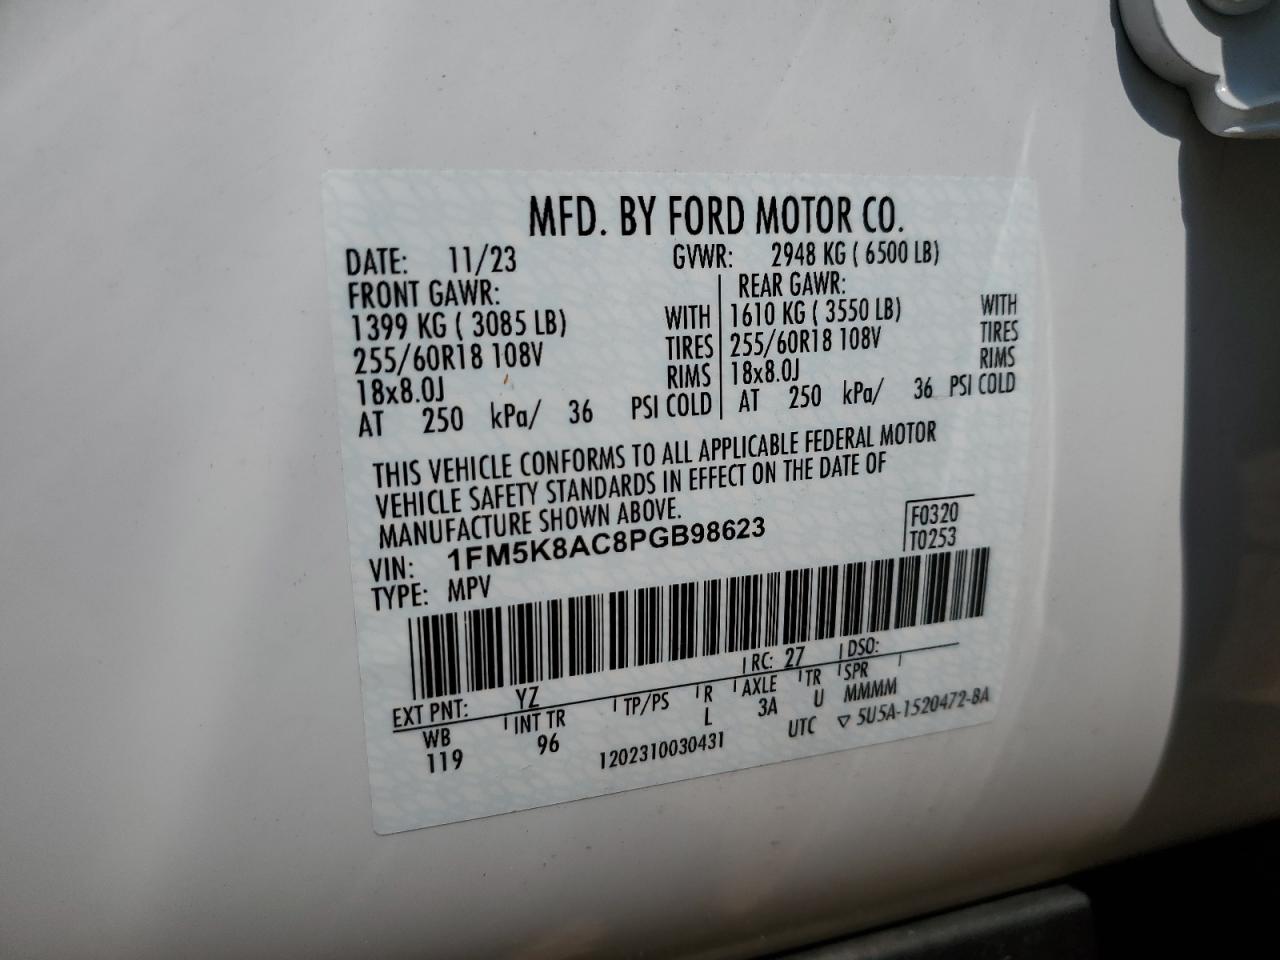 MFD. BY FORD MOTOR CO.
DATE: 11/23 GVWR: 2948 KG ( 6500 LB)
FRONT GAWR: REAR GAWR:
1399 KG ( 3085 LB) WITH 1610 KG ( 3550 LB) WITH
255/60R18 108V TIRES 255/60R18 108V TIRES
18x8.0J RIMS 18x8.0J RIMS
AT 250 kPa/ 36 PSI COLD AT 250 kPa/ 36 PSI COLD
THIS VEHICLE CONFORMS TO ALL APPLICABLE FEDERAL MOTOR
VEHICLE SAFETY STANDARDS IN EFFECT ON THE DATE OF
MANUFACTURE SHOWN ABOVE.
VIN: 1FM5K8AC8PGB98623 F0320
TYPE: MPV T0253
EXT PNT: YZ RC: 27 DSO:
WB INT TR TP/PS R AXLE TR SPR
119 96 L 3A U MMMM
1202310030431 UTC ▽ 5U5A-1520472-BA